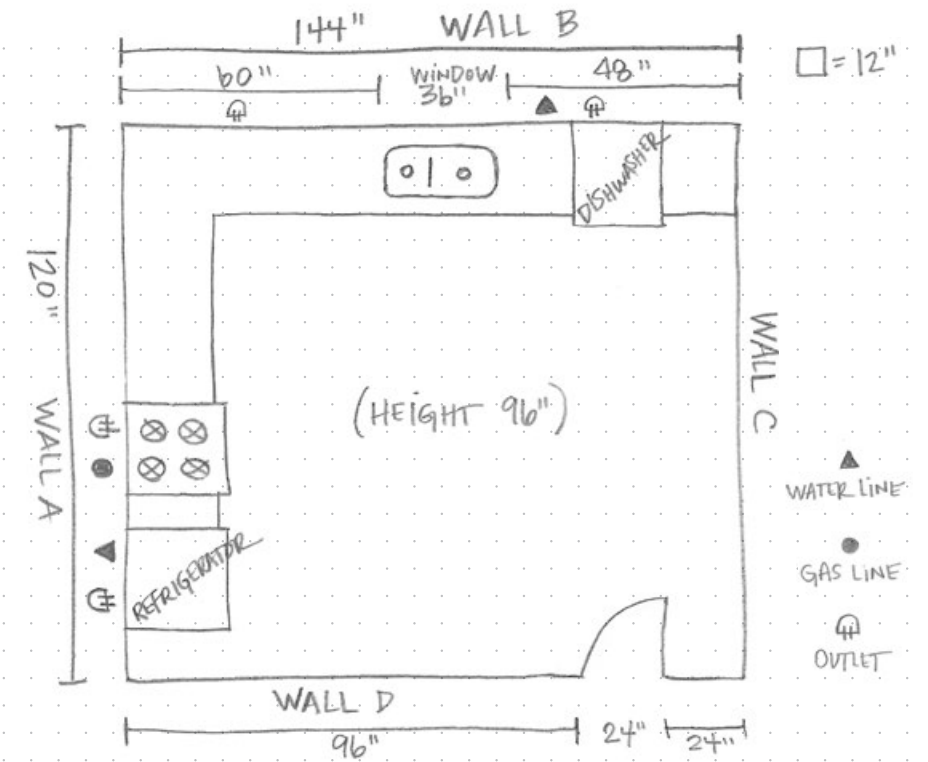 144" WALL B
60" WINDOW 36" 48"
□ = 12"
DISHWASHER
120"
WALL A
(HEIGHT 96")
WALL C
REFRIGERATOR
WATER LINE
GAS LINE
OUTLET
WALL D
96" 24" 24"